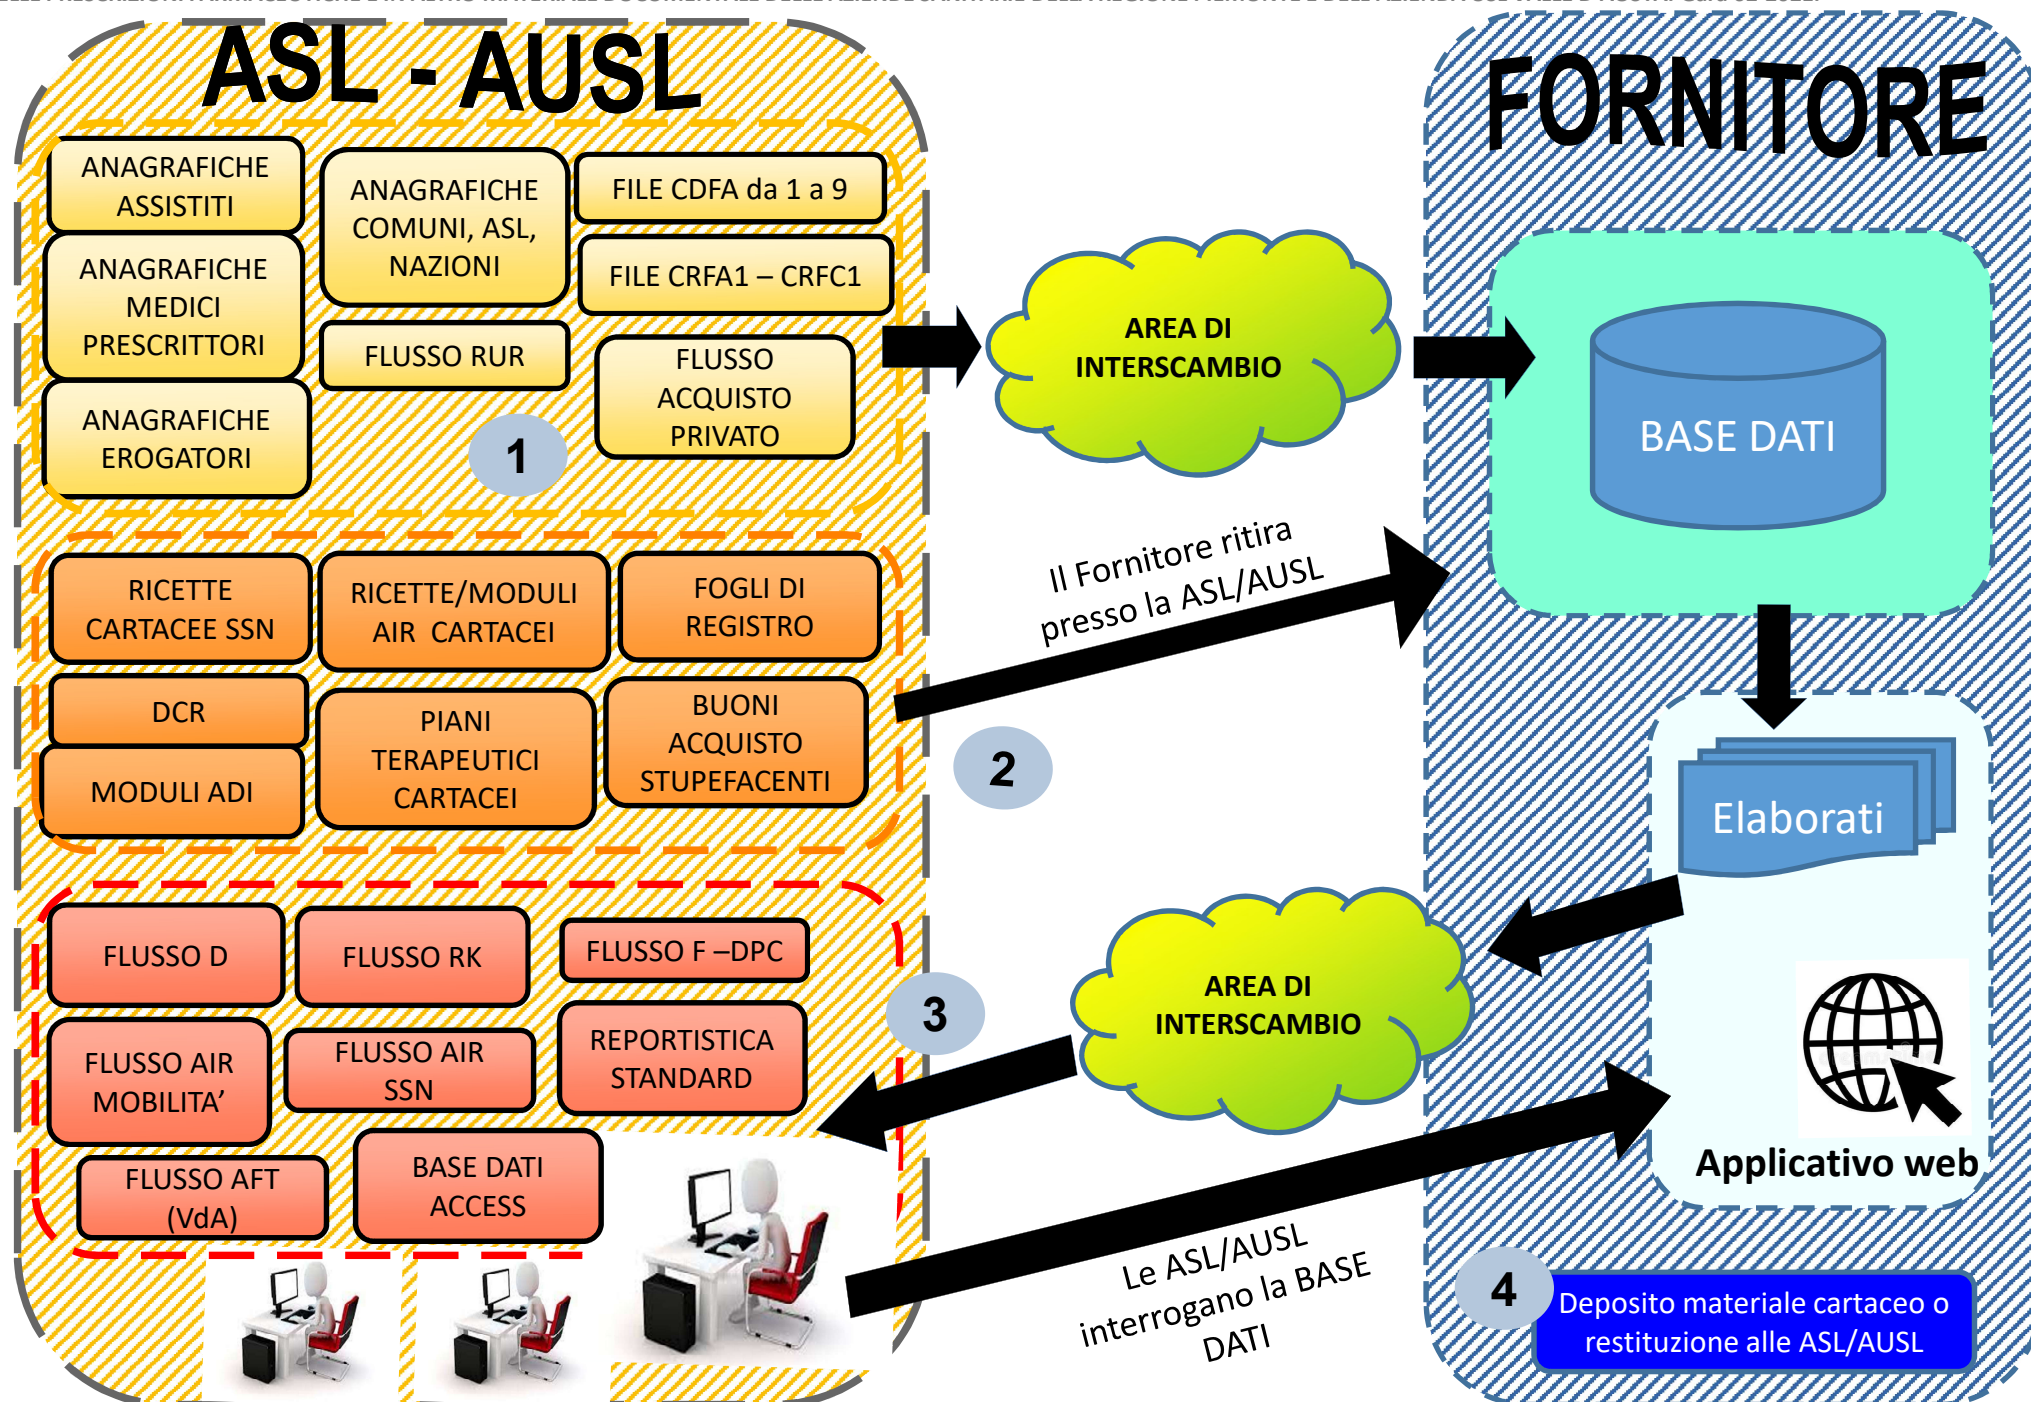 ASL - AUSL
FORNITORE
ANAGRAFICHE
ASSISTITI
ANAGRAFICHE
COMUNI, ASL,
NAZIONI
FILE CDFA da 1 a 9
ANAGRAFICHE
MEDICI
PRESCRITTORI
FILE CRFA1 – CRFC1
FLUSSO RUR
FLUSSO
ACQUISTO
PRIVATO
ANAGRAFICHE
EROGATORI
1
AREA DI
INTERSCAMBIO
BASE DATI
RICETTE
CARTACEE SSN
RICETTE/MODULI
AIR CARTACEI
FOGLI DI
REGISTRO
DCR
PIANI
TERAPEUTICI
CARTACEI
BUONI
ACQUISTO
STUPEFACENTI
MODULI ADI
Il Fornitore ritira
presso la ASL/AUSL
2
Elaborati
FLUSSO D
FLUSSO RK
FLUSSO F –DPC
FLUSSO AIR
MOBILITA’
FLUSSO AIR
SSN
REPORTISTICA
STANDARD
FLUSSO AFT
(VdA)
BASE DATI
ACCESS
3
AREA DI
INTERSCAMBIO
Applicativo web
Le ASL/AUSL
interrogano la BASE
DATI
4
Deposito materiale cartaceo o
restituzione alle ASL/AUSL